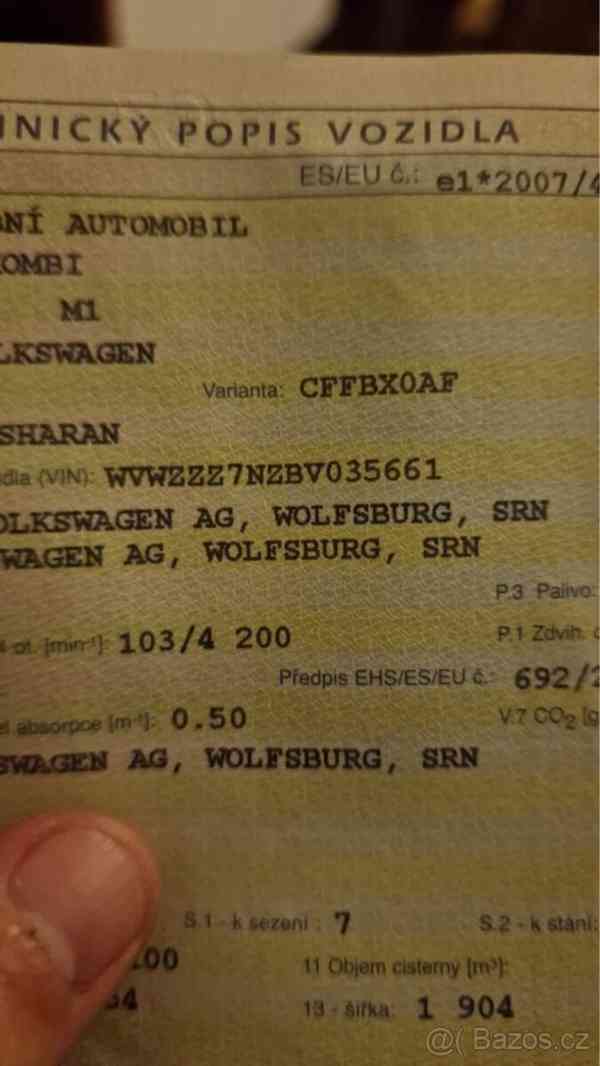 NICKÝ POPIS VOZIDLA
ES/EU č.: e1*2007/4
NÍ AUTOMOBIL
OMBI
M1
LKSWAGEN
Varianta: CFFBX0AF
SHARAN
dla (VIN): WVWZZZ7NZBV035661
OLKSWAGEN AG, WOLFSBURG, SRN
WAGEN AG, WOLFSBURG, SRN
P.3 Palivo:
ot. [min⁻¹]: 103/4 200
P.1 Zdvih.
Předpis EHS/ES/EU č.: 692/2
absorpce [m⁻¹]: 0.50
V.7 CO₂ [g
SWAGEN AG, WOLFSBURG, SRN
S.1 - k sezení : 7
S.2 - k stání:
100
11 Objem cisterny [m³]:
13 - šířka: 1 904
@( Bazos.cz